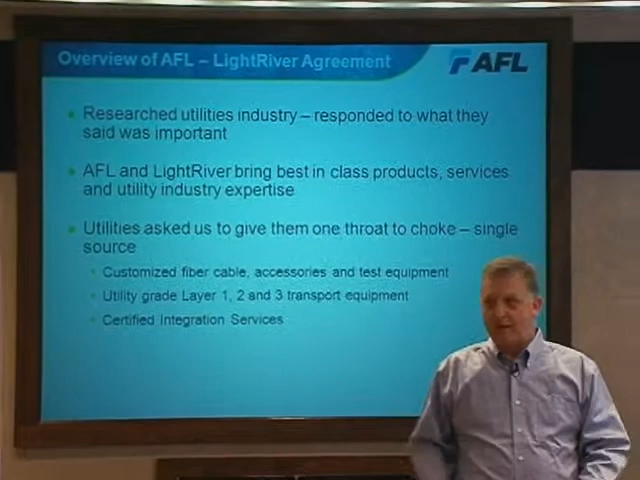 Overview of AFL – LightRiver Agreement
AFL
Researched utilities industry – responded to what they
said was important
AFL and LightRiver bring best in class products, services
and utility industry expertise
Utilities asked us to give them one throat to choke – single
source
Customized fiber cable, accessories and test equipment
Utility grade Layer 1, 2 and 3 transport equipment
Certified Integration Services